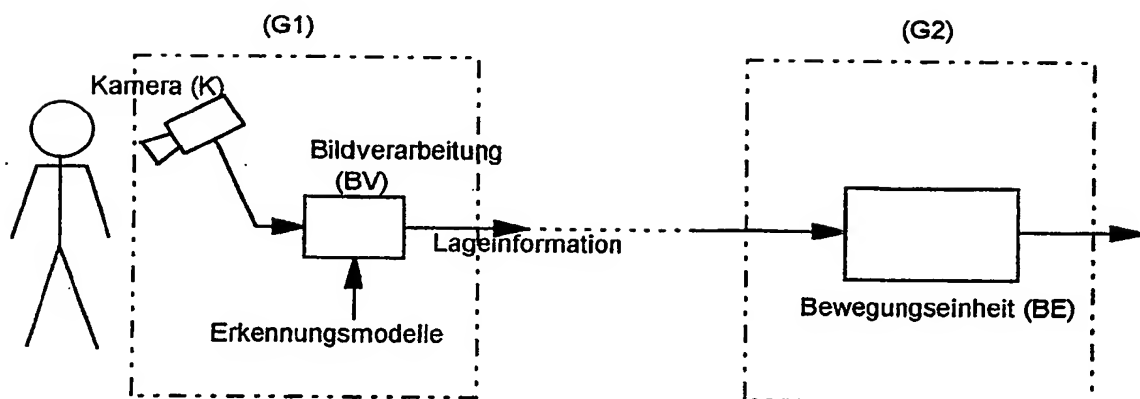 (G1)
(G2)
Kamera (K)
Bildverarbeitung
(BV)
Lageinformation
Erkennungsmodelle
Bewegungseinheit (BE)